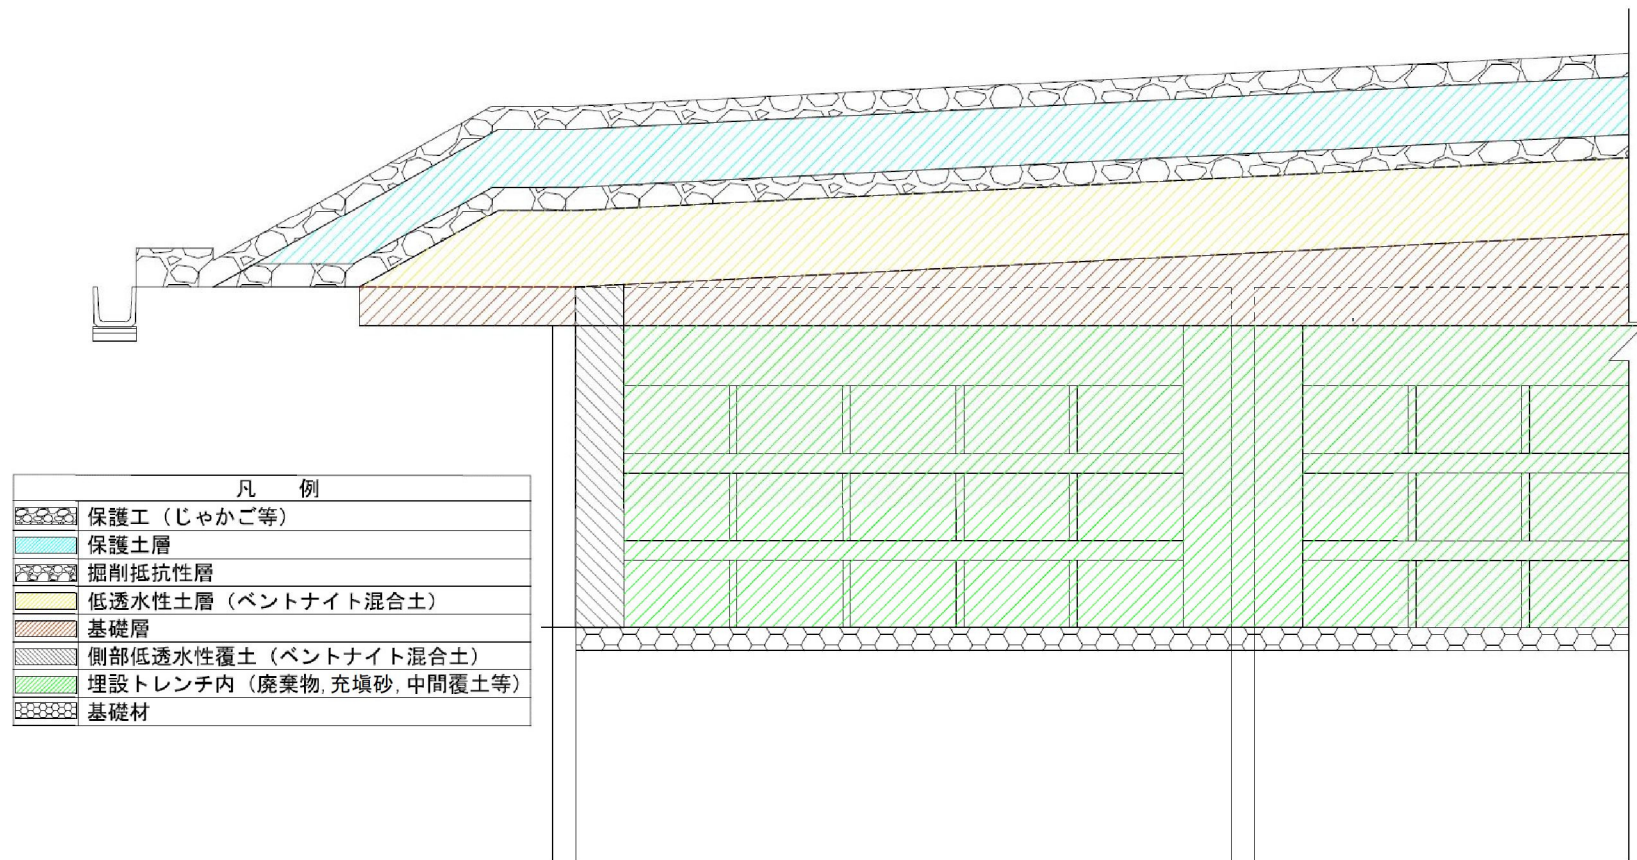 凡 例
保護工（じゃかご等）
保護土層
掘削抵抗性層
低透水性土層（ベントナイト混合土）
基礎層
側部低透水性覆土（ベントナイト混合土）
埋設トレンチ内（廃棄物,充塡砂,中間覆土等）
基礎材